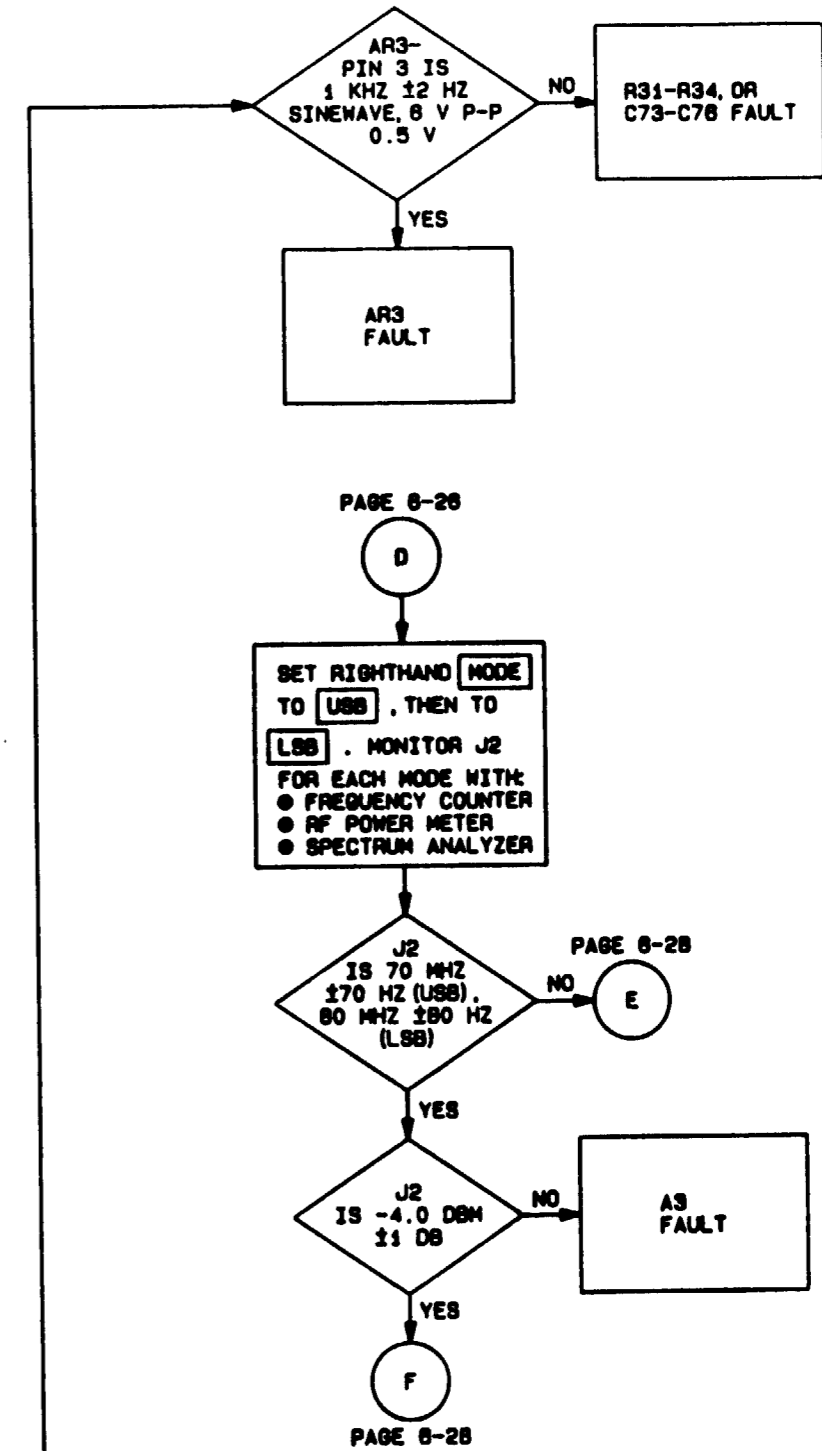 AR3-
PIN 3 IS
1 KHZ ±2 HZ
SINEWAVE, 6 V P-P
0.5 V
NO
R31-R34, OR
C73-C76 FAULT
YES
AR3
FAULT
PAGE 6-26
D
SET RIGHTHAND MODE
TO USB , THEN TO
LSB . MONITOR J2
FOR EACH MODE WITH:
● FREQUENCY COUNTER
● RF POWER METER
● SPECTRUM ANALYZER
J2
IS 70 MHZ
±70 HZ (USB),
80 MHZ ±80 HZ
(LSB)
NO
PAGE 6-28
E
YES
J2
IS -4.0 DBM
±1 DB
NO
A3
FAULT
YES
F
PAGE 6-28